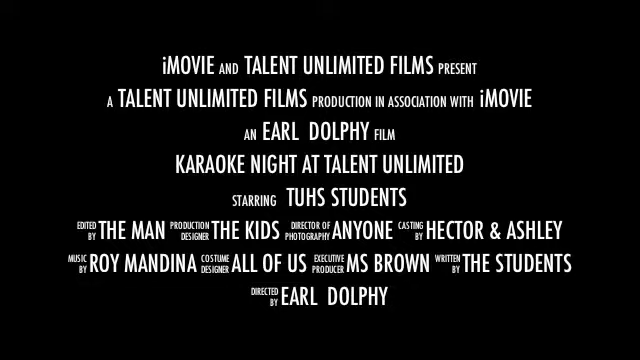 iMOVIE AND TALENT UNLIMITED FILMS PRESENT
A TALENT UNLIMITED FILMS PRODUCTION IN ASSOCIATION WITH iMOVIE
AN EARL DOLPHY FILM
KARAOKE NIGHT AT TALENT UNLIMITED
STARRING TUHS STUDENTS
EDITED BY THE MAN PRODUCTION DESIGNER THE KIDS DIRECTOR OF PHOTOGRAPHY ANYONE CASTING BY HECTOR & ASHLEY
MUSIC BY ROY MANDINA COSTUME DESIGNER ALL OF US EXECUTIVE PRODUCER MS BROWN WRITTEN BY THE STUDENTS
DIRECTED BY EARL DOLPHY